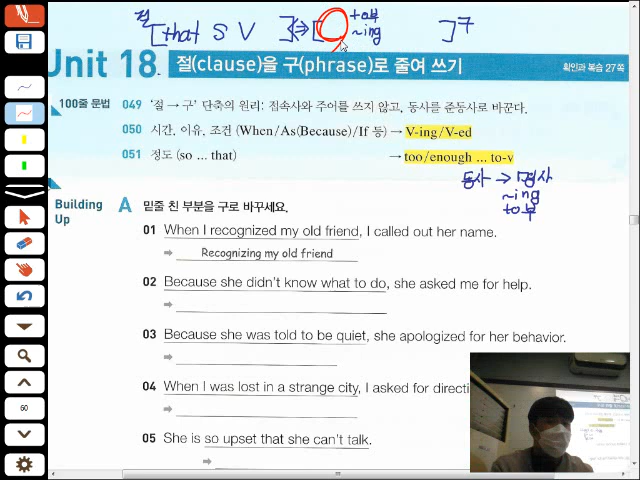 절[that S V ]⇔[ to부 ~ing ]구
Unit 18 절(clause)을 구(phrase)로 줄여 쓰기
확인과 복습 27쪽
100줄 문법 049 '절 → 구' 단축의 원리: 접속사와 주어를 쓰지 않고, 동사를 준동사로 바꾼다.
050 시간, 이유, 조건 (When/As(Because)/If 등) → V-ing/V-ed
051 정도 (so ... that) → too/enough ... to-v
동사 → 명사
~ing
to부
Building Up A 밑줄 친 부분을 구로 바꾸세요.
01 When I recognized my old friend, I called out her name.
➡ Recognizing my old friend
02 Because she didn't know what to do, she asked me for help.
➡
03 Because she was told to be quiet, she apologized for her behavior.
➡
04 When I was lost in a strange city, I asked for directi
➡
05 She is so upset that she can't talk.
➡
60